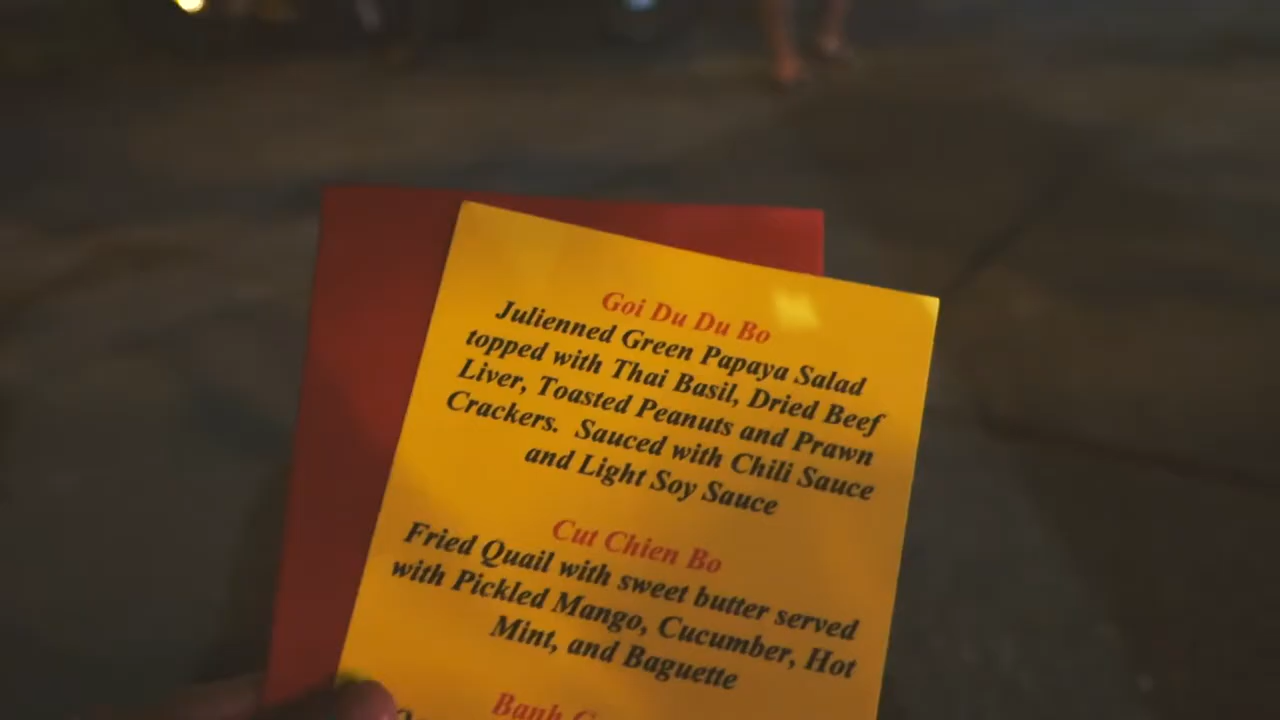 Goi Du Du Bo
Julienned Green Papaya Salad
topped with Thai Basil, Dried Beef
Liver, Toasted Peanuts and Prawn
Crackers. Sauced with Chili Sauce
and Light Soy Sauce
Cut Chien Bo
Fried Quail with sweet butter served
with Pickled Mango, Cucumber, Hot
Mint, and Baguette
Banh